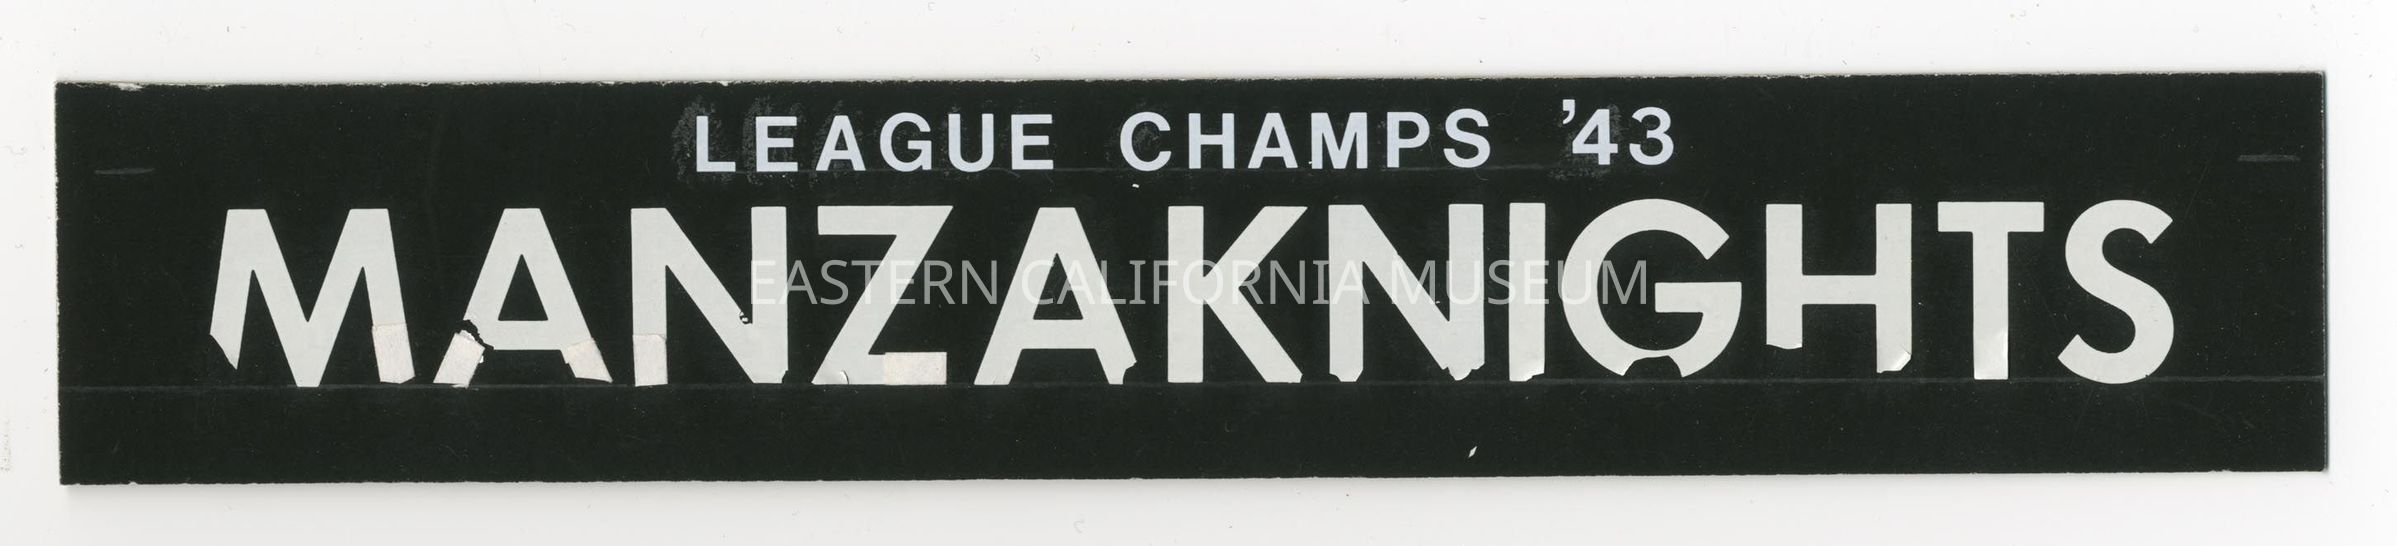 LEAGUE CHAMPS ’43
MANZAKNIGHTS
EASTERN CALIFORNIA MUSEUM